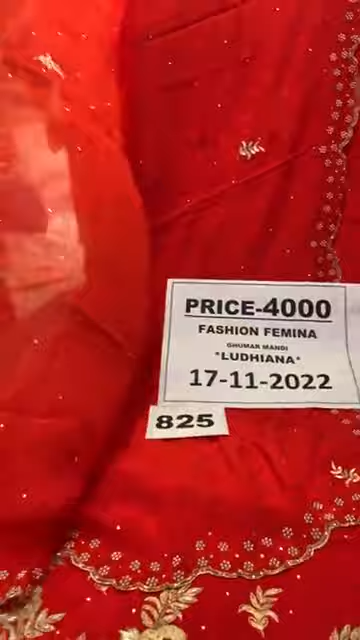 PRICE-4000
FASHION FEMINA
GHUMAR MANDI
*LUDHIANA*
17-11-2022
825